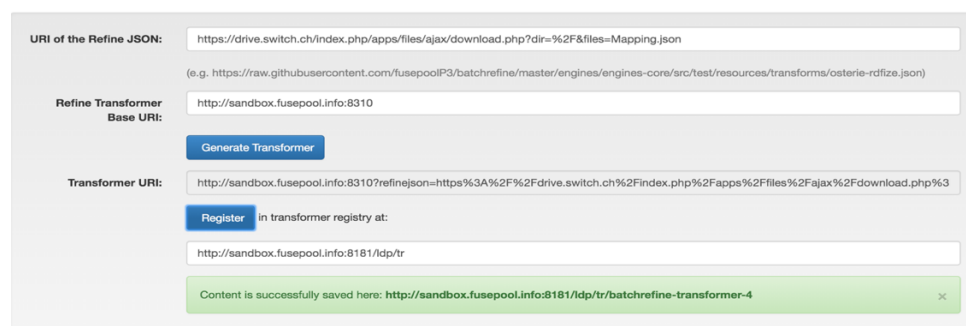 URI of the Refine JSON:
https://drive.switch.ch/index.php/apps/files/ajax/download.php?dir=%2F&files=Mapping.json
(e.g. https://raw.githubusercontent.com/fusepoolP3/batchrefine/master/engines/engines-core/src/test/resources/transforms/osterie-rdfize.json)
Refine Transformer
Base URI:
http://sandbox.fusepool.info:8310
Generate Transformer
Transformer URI:
http://sandbox.fusepool.info:8310?refinejson=https%3A%2F%2Fdrive.switch.ch%2Findex.php%2Fapps%2Ffiles%2Fajax%2Fdownload.php%3
Register in transformer registry at:
http://sandbox.fusepool.info:8181/ldp/tr
Content is successfully saved here: http://sandbox.fusepool.info:8181/ldp/tr/batchrefine-transformer-4 ×